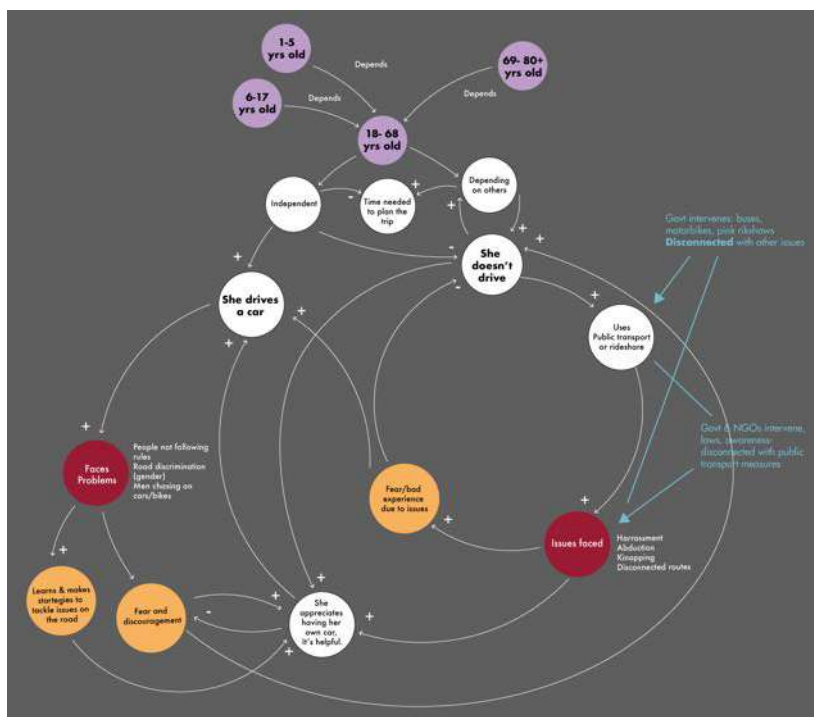 1-5
yrs old
Depends
69- 80+
yrs old
6-17
yrs old
Depends
Depends
18- 68
yrs old
Independent
-
Time needed
to plan the
trip
+
Depending
on others
+
+
+
Govt intervenes: buses,
motorbikes, pink rikshows
Disconnected with other issues
+
-
She
doesn't
drive
-
+
She drives
a car
+
+
Uses
Public transport
or rideshare
+
Faces
Problems
People not following
rules
Road discrimination
(gender)
Men chasing on
cars/bikes
Govt & NGOs intervene,
laws, awareness-
disconnected with public
transport measures
Fear/bad
experience
due to issues
+
+
Issues faced
Harrassment
Abduction
Kinapping
Disconnected routes
+
Learns & makes
startegies to
tackle issues on
the road
Fear and
discouragement
+
+
-
+
+
She
appreciates
having her
own car,
it's helpful.